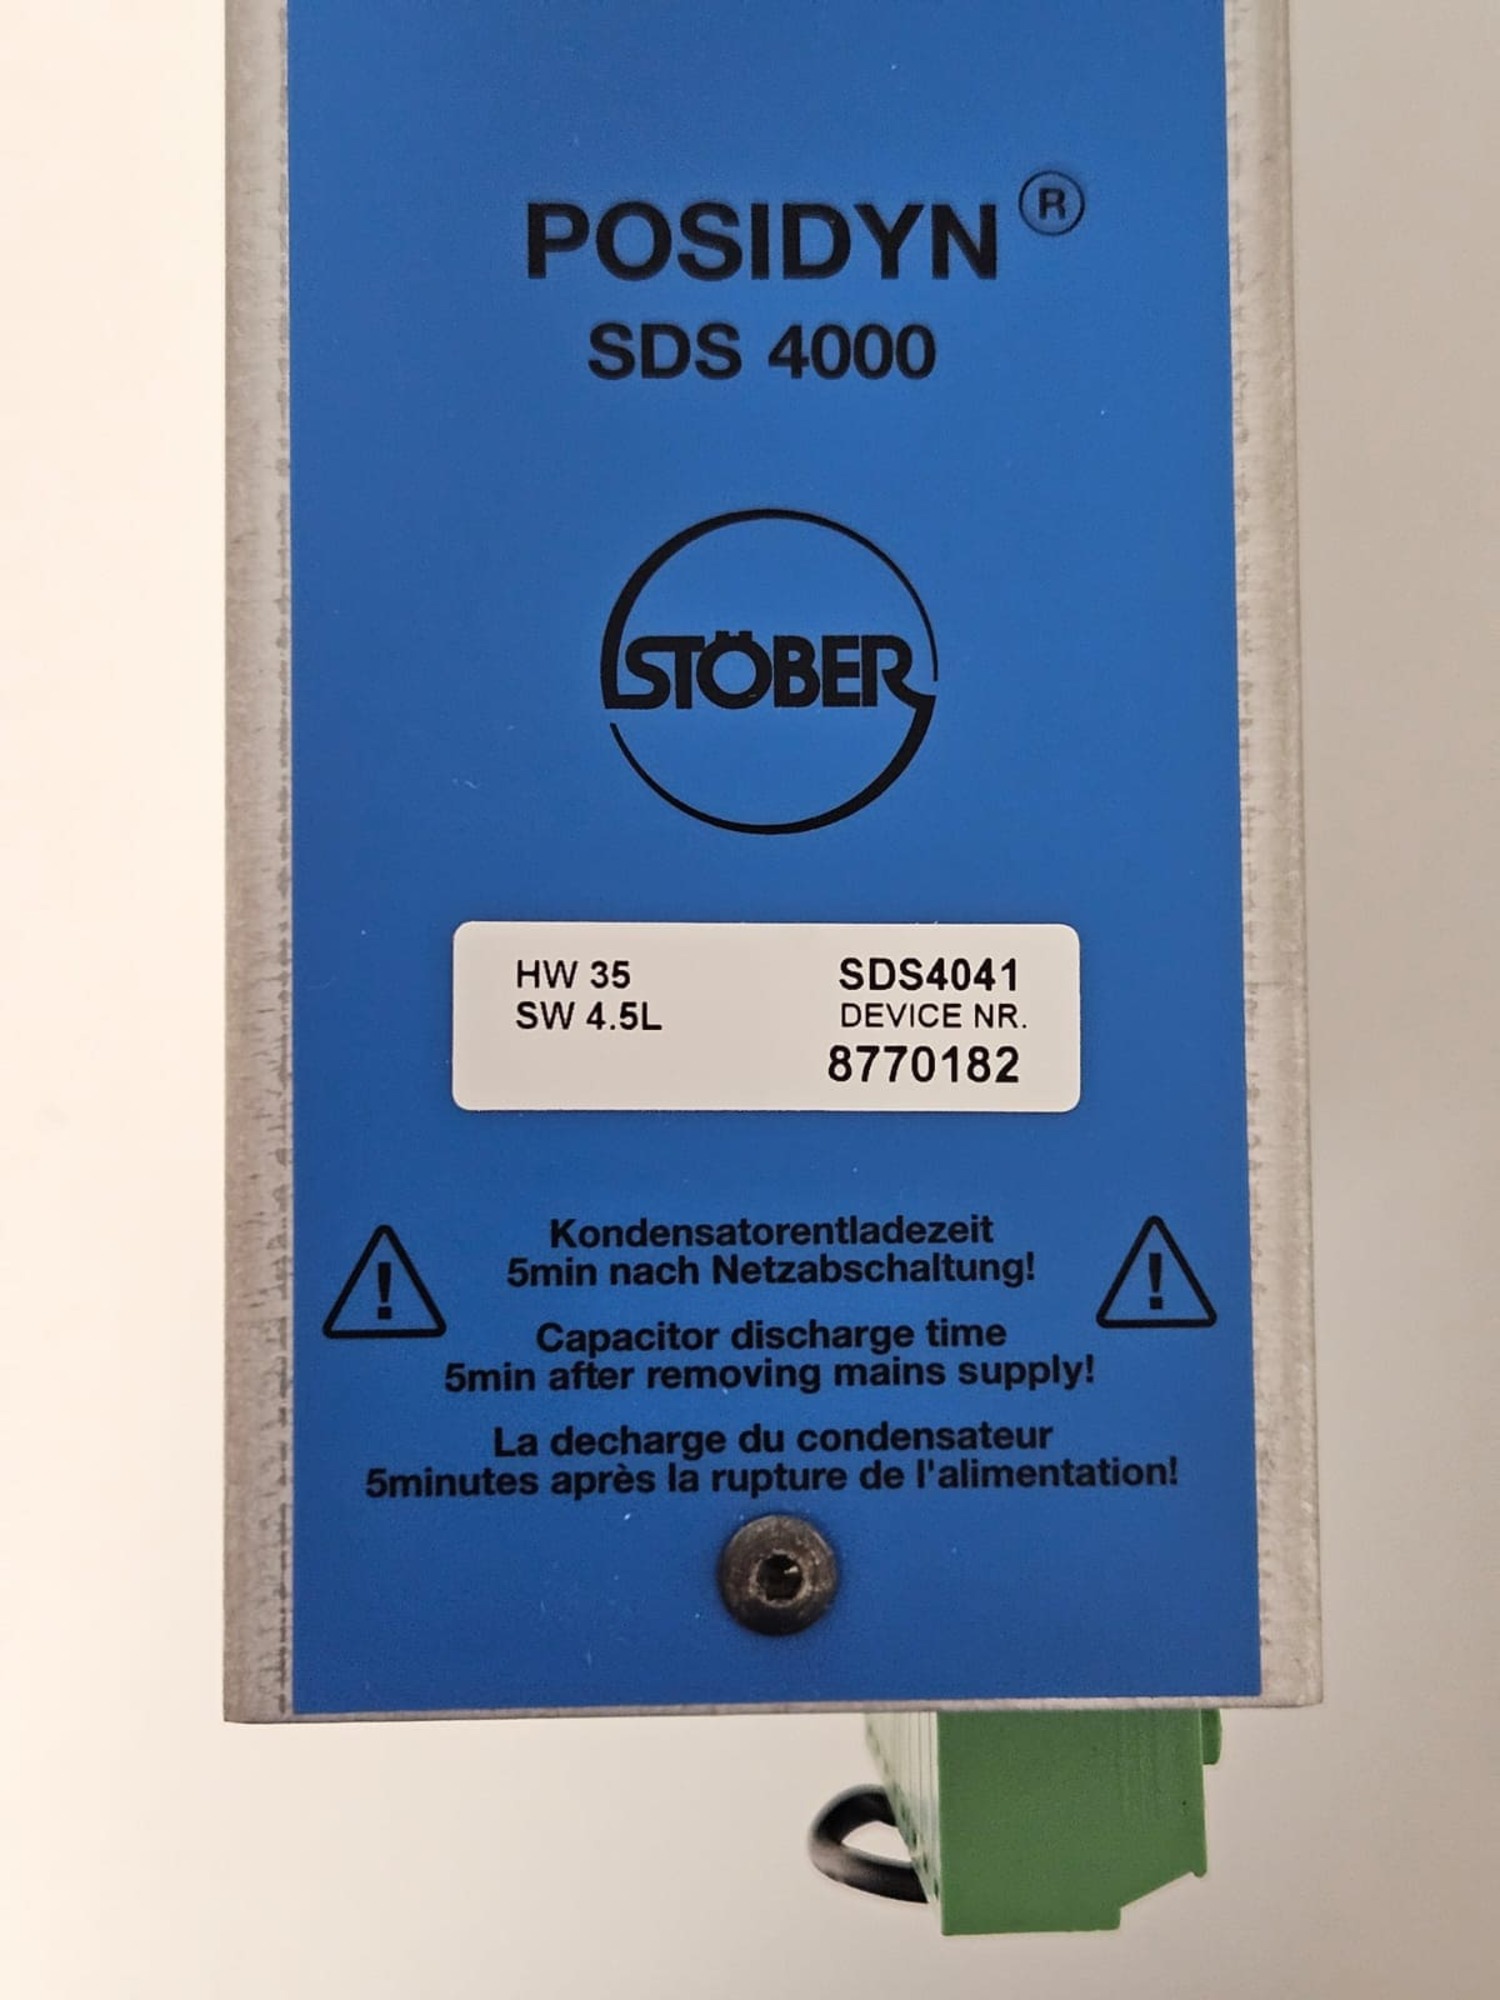 POSIDYN ®
SDS 4000
STÖBER
HW 35
SW 4.5L
SDS4041
DEVICE NR.
8770182
Kondensatorentladezeit
5min nach Netzabschaltung!
Capacitor discharge time
5min after removing mains supply!
La decharge du condensateur
5minutes après la rupture de l'alimentation!